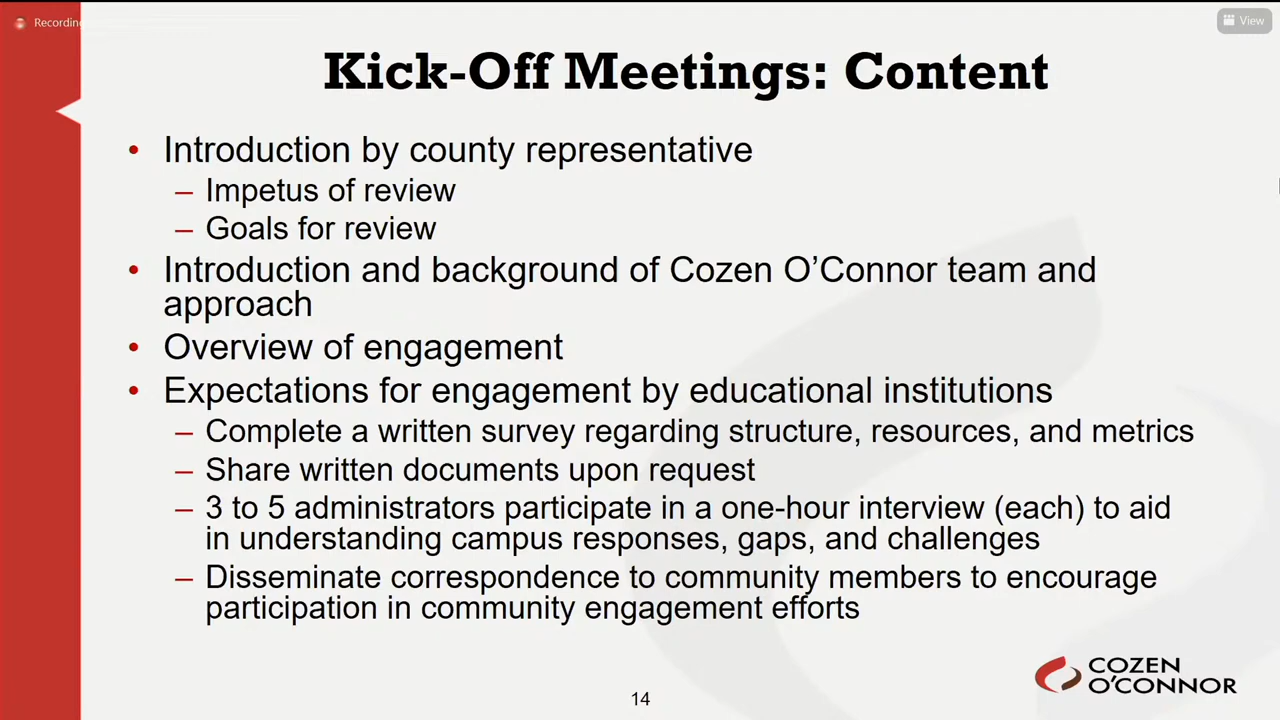 Recording
View
Kick-Off Meetings: Content
• Introduction by county representative
– Impetus of review
– Goals for review
• Introduction and background of Cozen O’Connor team and
approach
• Overview of engagement
• Expectations for engagement by educational institutions
– Complete a written survey regarding structure, resources, and metrics
– Share written documents upon request
– 3 to 5 administrators participate in a one-hour interview (each) to aid
in understanding campus responses, gaps, and challenges
– Disseminate correspondence to community members to encourage
participation in community engagement efforts
COZEN
O’CONNOR
14